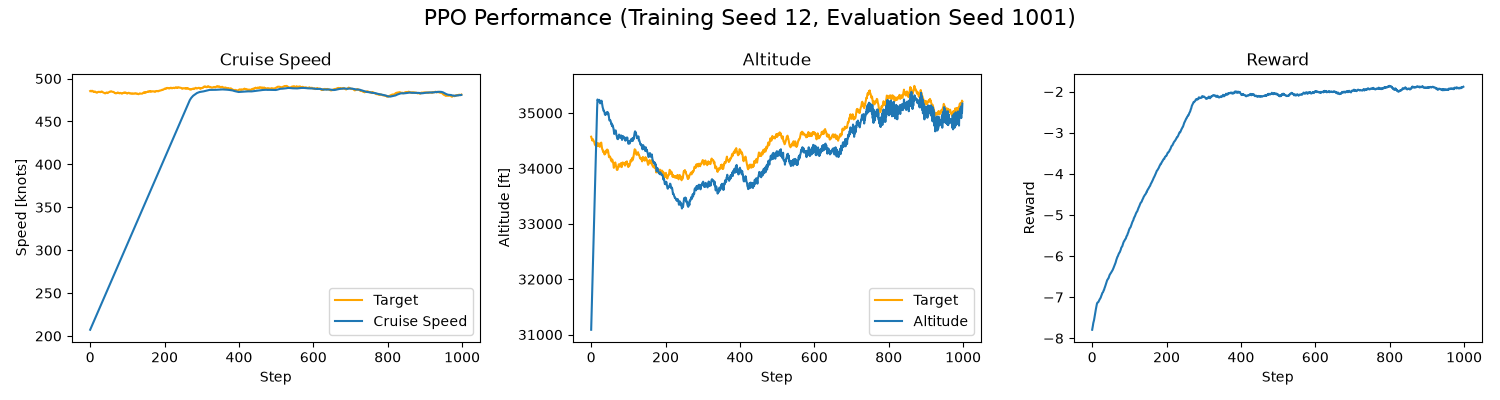 PPO Performance (Training Seed 12, Evaluation Seed 1001)
Cruise Speed
Speed [knots]
500
450
400
350
300
250
200
0 200 400 600 800 1000
Step
Target
Cruise Speed
Altitude
Altitude [ft]
35000
34000
33000
32000
31000
0 200 400 600 800 1000
Step
Target
Altitude
Reward
Reward
−2
−3
−4
−5
−6
−7
−8
0 200 400 600 800 1000
Step